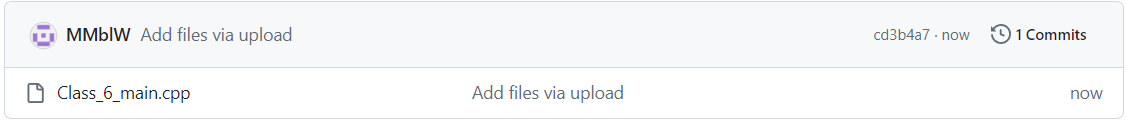 MMblW Add files via upload cd3b4a7 · now 1 Commits
Class_6_main.cpp Add files via upload now